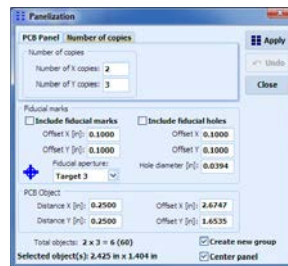 Panelization
PCB Panel Number of copies
Apply
Undo
Close
Number of copies
Number of X copies: 2
Number of Y copies: 3
Fiducial marks
Include fiducial marks Include fiducial holes
Offset X [in]: 0.1000 Offset X 0.1000
Offset Y [in]: 0.1000 Offset Y 0.1000
Fiducial aperture: Hole diameter [in]: 0.0394
Target 3
PCB Object
Distance X [in]: 0.2500 Offset X [in]: 2.6747
Distance Y [in]: 0.2500 Offset Y [in]: 1.6535
Total objects: 2 x 3 = 6 (60) Create new group
Selected object(s): 2.425 in x 1.404 in Center panel